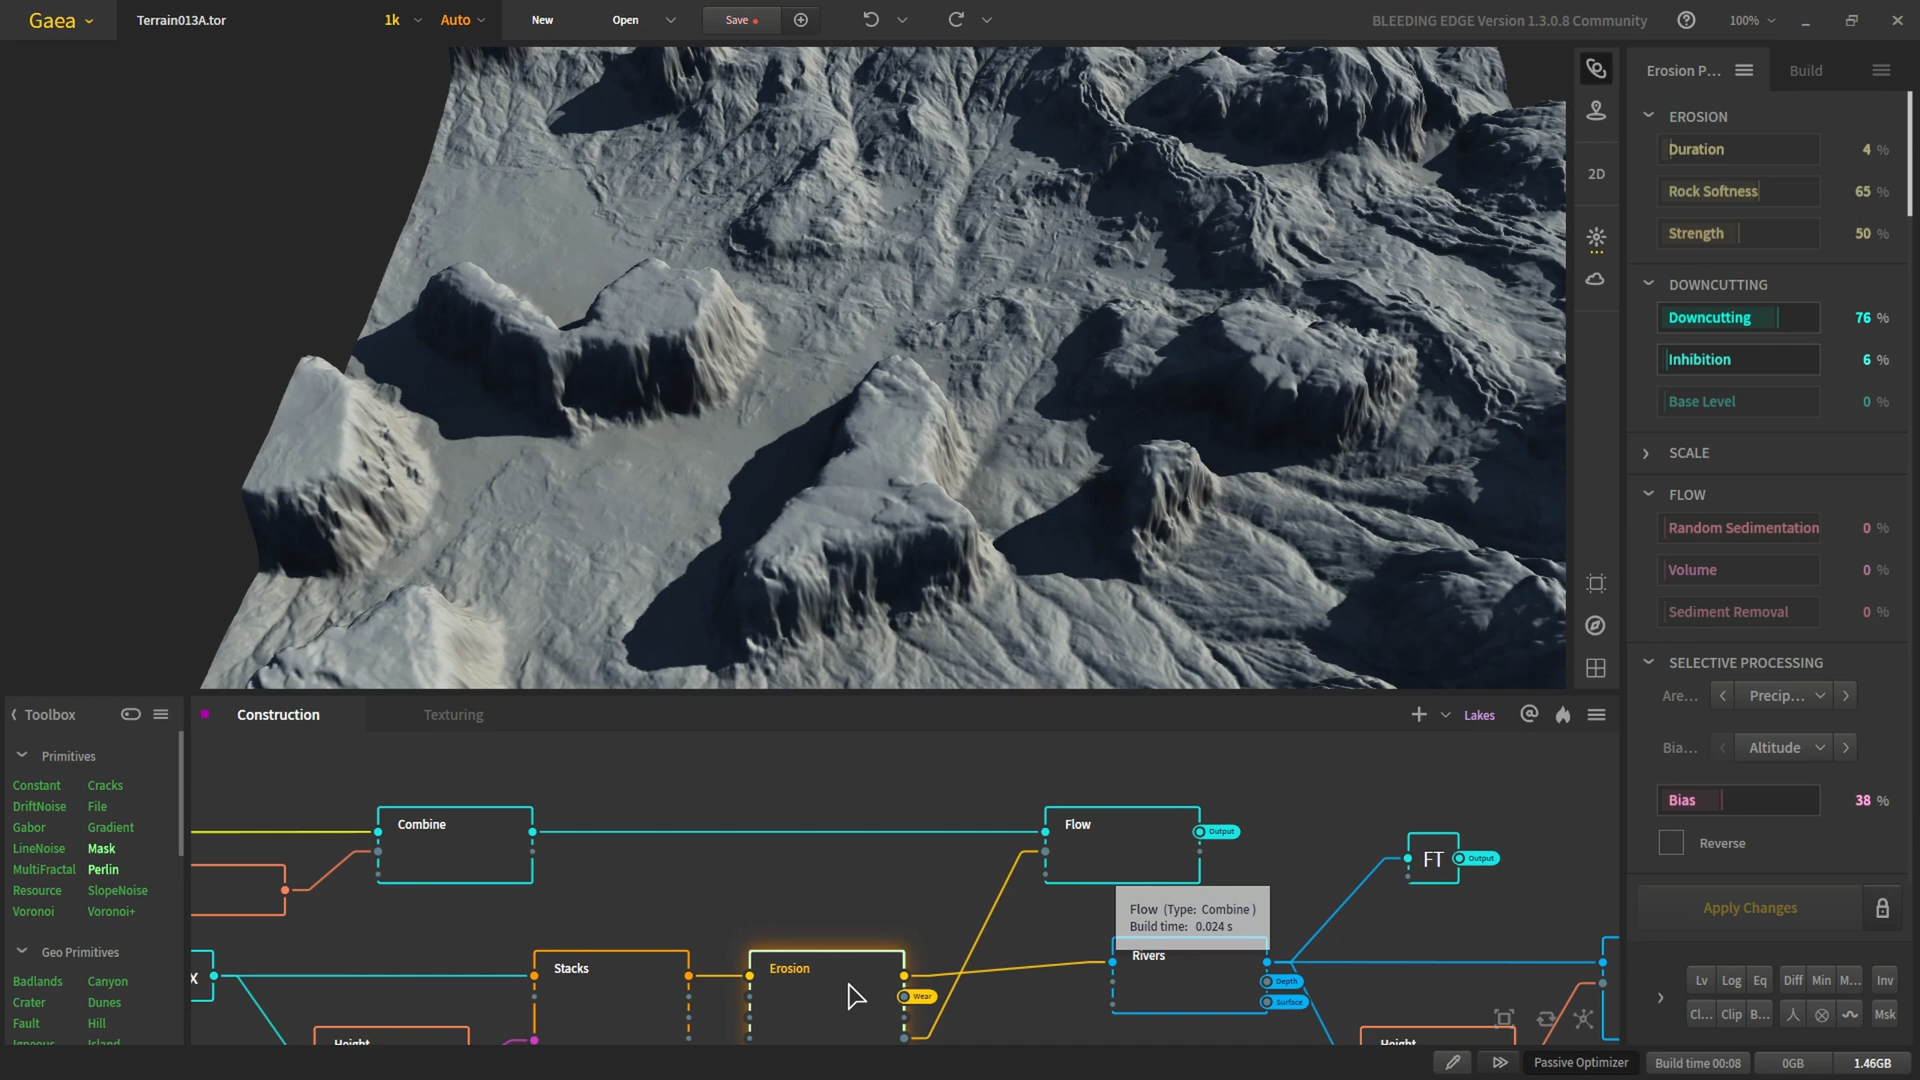 Gaea
Terrain013A.tor
1k
Auto
New
Open
Save
BLEEDING EDGE Version 1.3.0.8 Community
100%
Erosion P...
Build
EROSION
Duration 4 %
Rock Softness 65 %
Strength 50 %
DOWNCUTTING
Downcutting 76 %
Inhibition 6 %
Base Level 0 %
SCALE
FLOW
Random Sedimentation 0 %
Volume 0 %
Sediment Removal 0 %
SELECTIVE PROCESSING
Are... Precip...
Bia... Altitude
Bias 38 %
Reverse
Apply Changes
Lv Log Eq Diff Min M... Inv
Cl... Clip B... Msk
2D
Toolbox
Primitives
Constant Cracks
DriftNoise File
Gabor Gradient
LineNoise Mask
MultiFractal Perlin
Resource SlopeNoise
Voronoi Voronoi+
Geo Primitives
Badlands Canyon
Crater Dunes
Fault Hill
Igneous Island
Construction
Texturing
Lakes
Combine
Flow
Output
FT
Output
Flow (Type: Combine )
Build time: 0.024 s
x
Stacks
Erosion
Wear
Rivers
Depth
Surface
Height
Height
Passive Optimizer
Build time 00:08
0GB
1.46GB